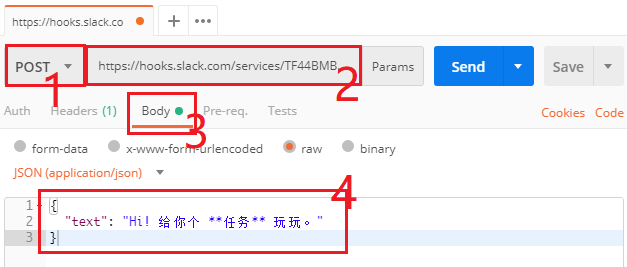 https://hooks.slack.co
POST
https://hooks.slack.com/services/TF44BMB
Params
Send
Save
1
2
Auth
Headers (1)
Body
Pre-req.
Tests
Cookies
Code
3
form-data
x-www-form-urlencoded
raw
binary
JSON (application/json)
4
1 {
2 "text": "Hi! 给你个 **任务** 玩玩。"
3 }